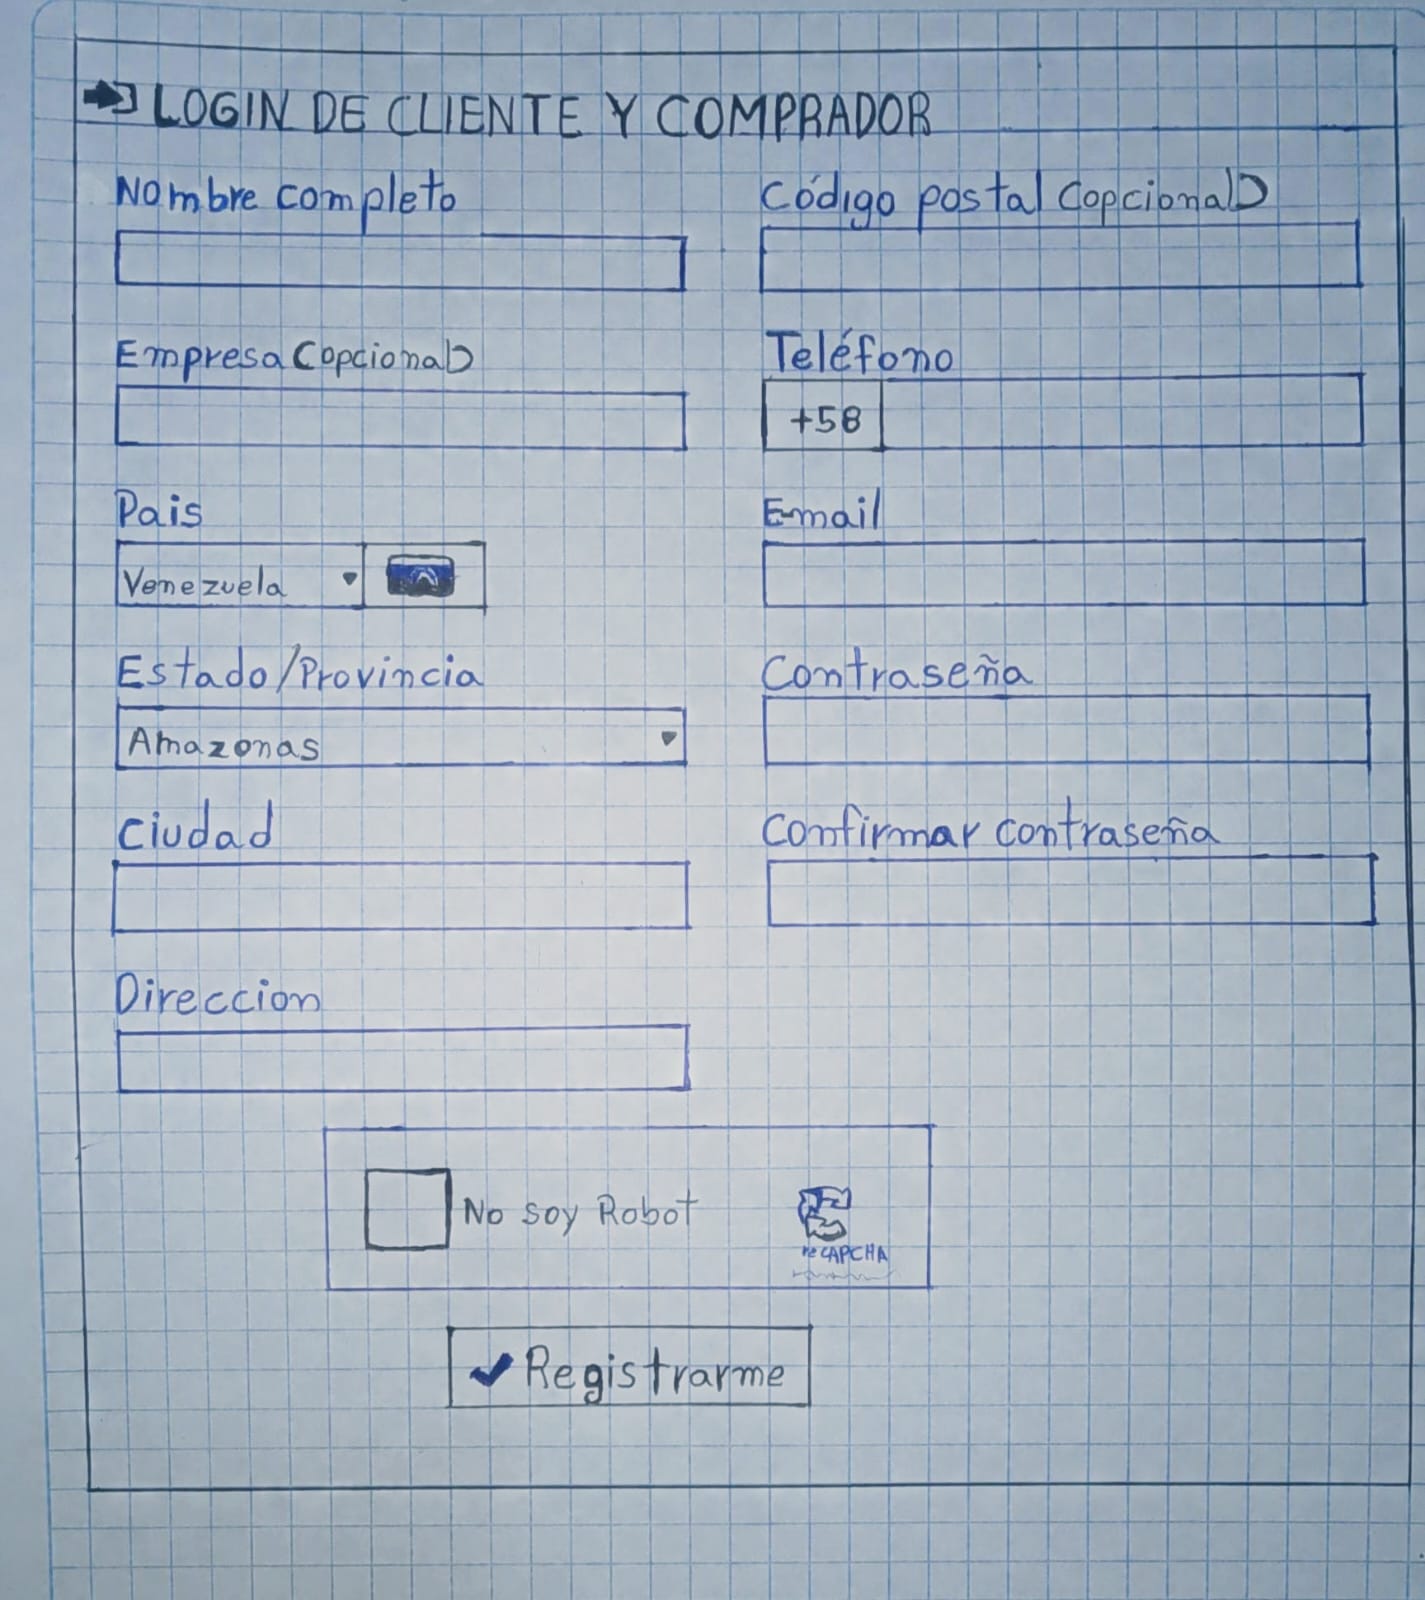 LOGIN DE CLIENTE Y COMPRADOR
Nombre completo
Código postal (opcional)
Empresa (opcional)
Teléfono
+58
Pais
Venezuela
E-mail
Estado/Provincia
Amazonas
Contraseña
Ciudad
Confirmar contraseña
Direccion
No soy Robot
reCAPCHA
Registrarme